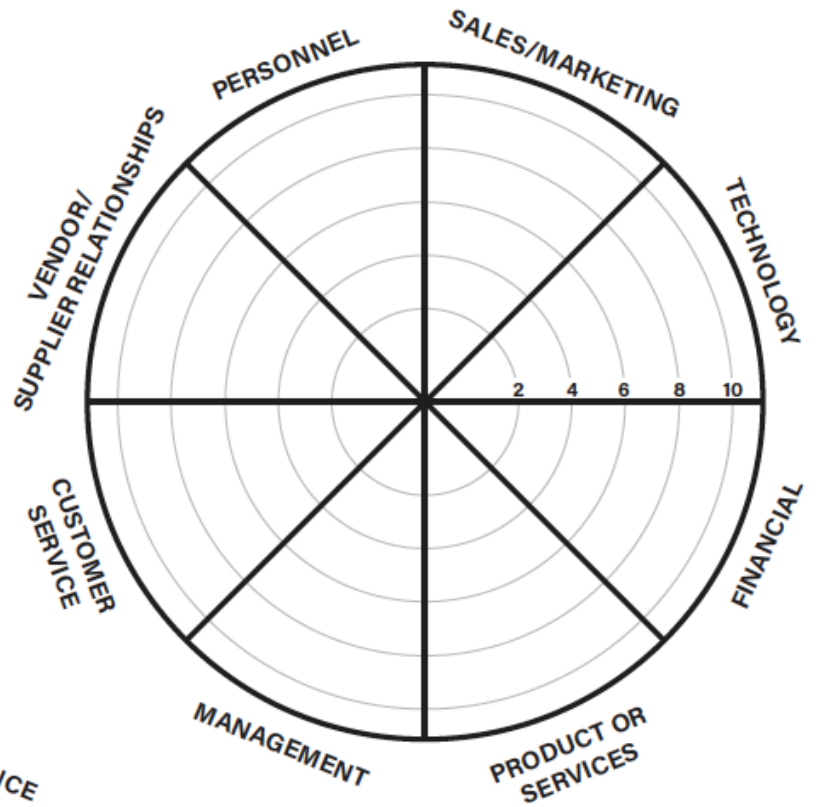 SALES/MARKETING
PERSONNEL
TECHNOLOGY
VENDOR/
SUPPLIER RELATIONSHIPS
2 4 6 8 10
CUSTOMER
SERVICE
FINANCIAL
MANAGEMENT
PRODUCT OR
SERVICES